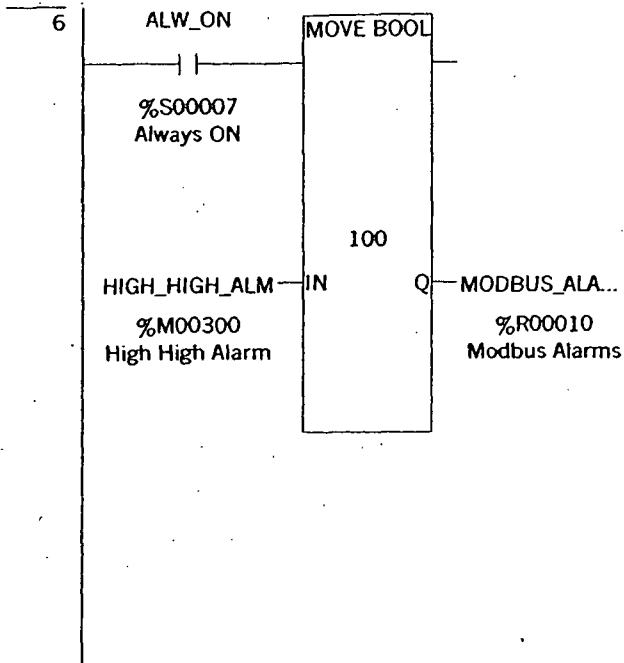 6
ALW_ON
MOVE BOOL
%S00007
Always ON
100
HIGH_HIGH_ALM
IN
Q
MODBUS_ALA...
%M00300
%R00010
High High Alarm
Modbus Alarms